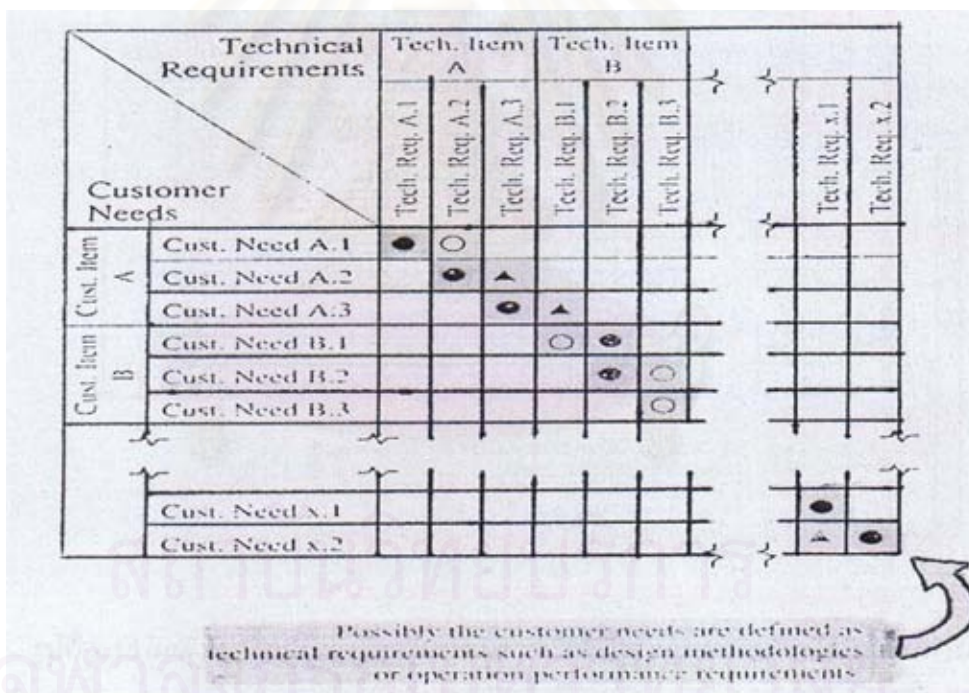 Technical Requirements
Tech. Item A
Tech. Item B
Customer Needs
Tech. Req. A.1
Tech. Req. A.2
Tech. Req. A.3
Tech. Req. B.1
Tech. Req. B.2
Tech. Req. B.3
Tech. Req. x.1
Tech. Req. x.2
Cust. Item A
Cust. Need A.1
Cust. Need A.2
Cust. Need A:3
Cust. Item B
Cust. Need B.1
Cust. Need B.2
Cust. Need B.3
Cust. Need x.1
Cust. Need x.2
Possibly the customer needs are defined as
technical requirements such as design methodologies
or operation performance requirements